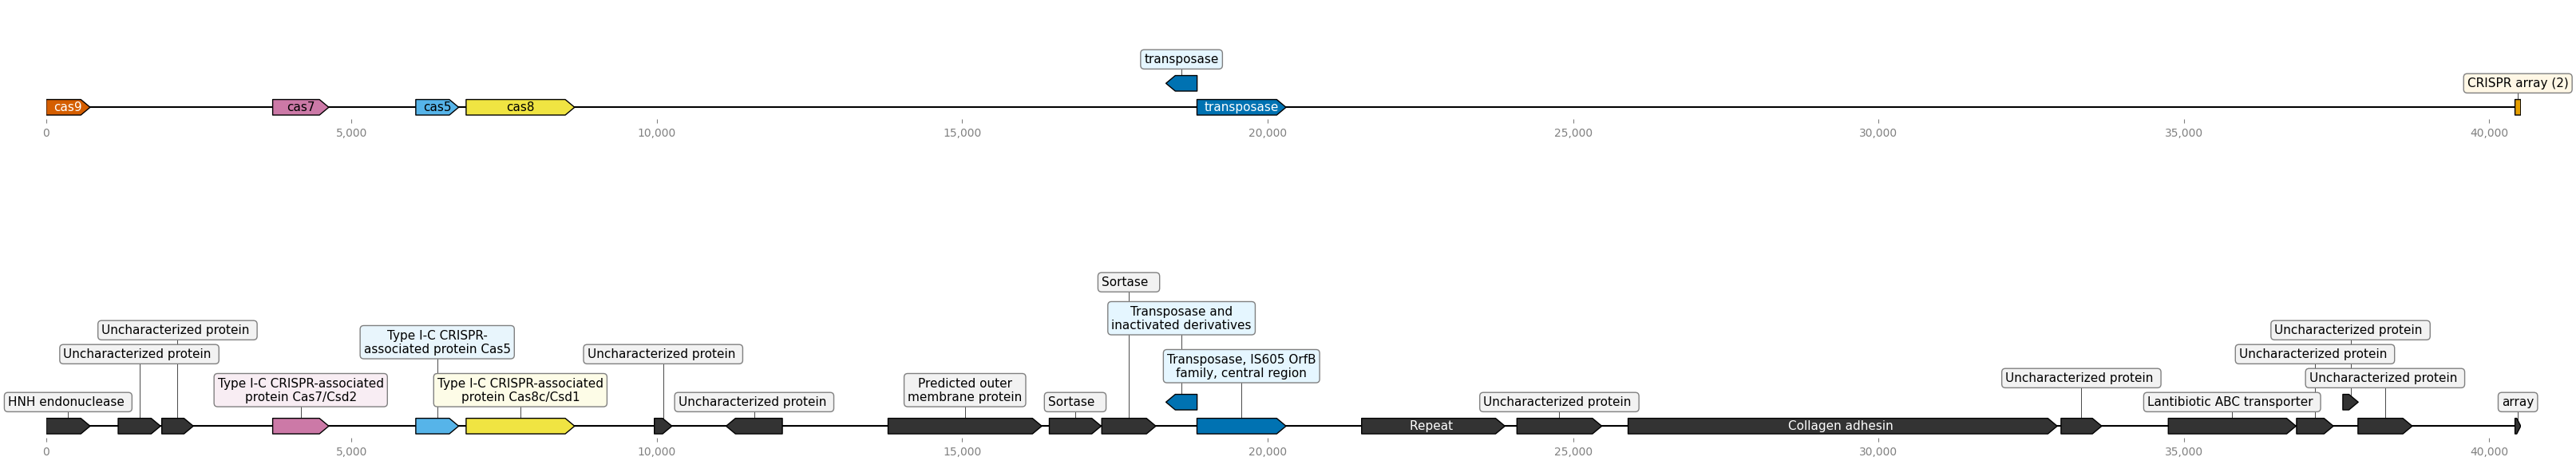 transposase
CRISPR array (2)
cas9
cas7
cas5
cas8
transposase
0
5,000
10,000
15,000
20,000
25,000
30,000
35,000
40,000
Sortase
Transposase and
inactivated derivatives
Uncharacterized protein
Uncharacterized protein
Type I-C CRISPR-
associated protein Cas5
Uncharacterized protein
Uncharacterized protein
Uncharacterized protein
Uncharacterized protein
Transposase, IS605 OrfB
family, central region
Uncharacterized protein
Uncharacterized protein
Type I-C CRISPR-associated
protein Cas7/Csd2
Type I-C CRISPR-associated
protein Cas8c/Csd1
Predicted outer
membrane protein
HNH endonuclease
Uncharacterized protein
Sortase
Uncharacterized protein
Lantibiotic ABC transporter
array
Repeat
Collagen adhesin
0
5,000
10,000
15,000
20,000
25,000
30,000
35,000
40,000